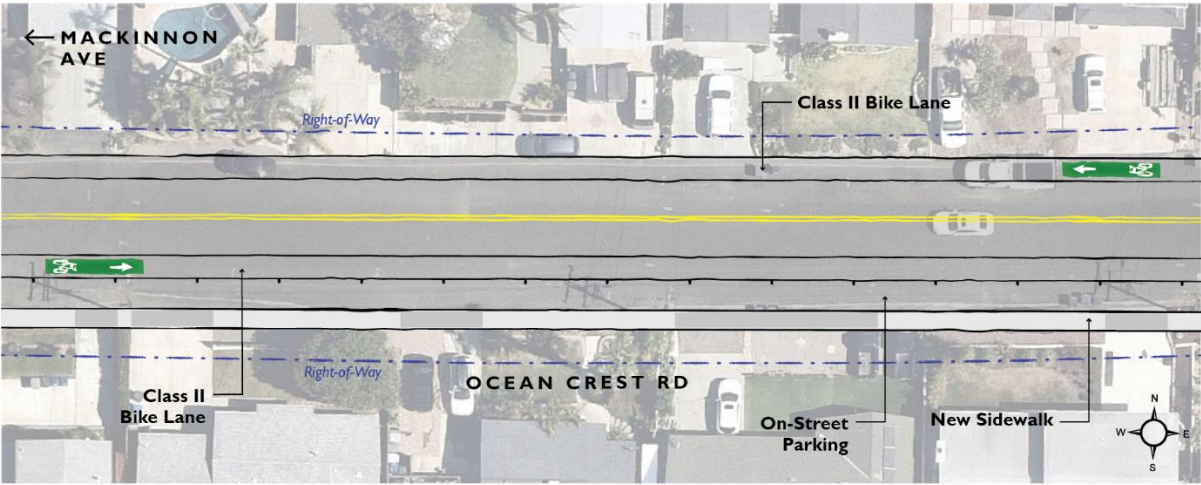 MACKINNON
AVE
Right-of-Way
Class II Bike Lane
Right-of-Way
OCEAN CREST RD
Class II
Bike Lane
On-Street
Parking
New Sidewalk
N
W
E
S